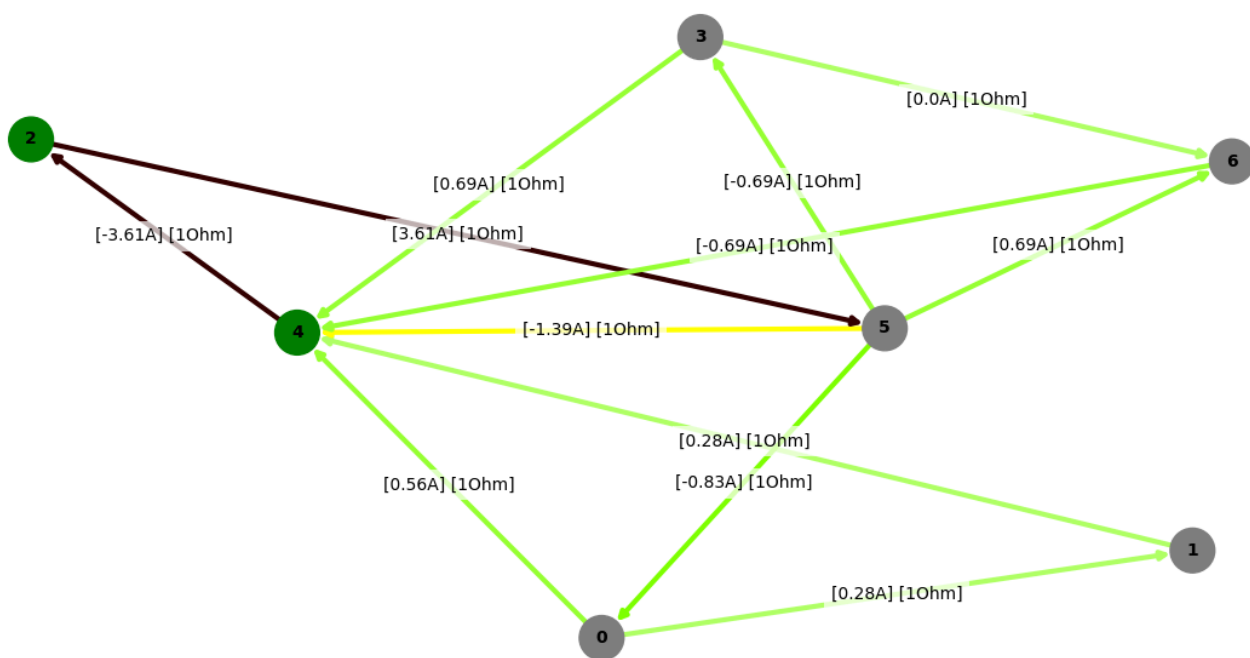 3
[0.0A] [1Ohm]
2
6
[0.69A] [1Ohm]
[-0.69A] [1Ohm]
[-3.61A] [1Ohm]
[3.61A] [1Ohm]
[-0.69A] [1Ohm]
[0.69A] [1Ohm]
4
[-1.39A] [1Ohm]
5
[0.28A] [1Ohm]
[0.56A] [1Ohm]
[-0.83A] [1Ohm]
1
[0.28A] [1Ohm]
0